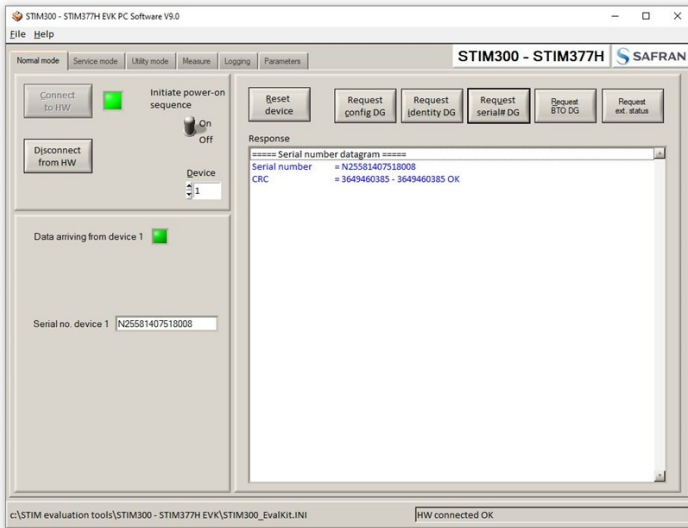 STIM300 - STIM377H EVK PC Software V9.0
File Help
Normal mode Service mode Utility mode Measure Logging Parameters
STIM300 - STIM377H SAFRAN
Connect to HW
Initiate power-on sequence
On
Off
Disconnect from HW
Device
1
Data arriving from device 1
Serial no. device 1 N25581407518008
Reset device
Request config DG
Request identity DG
Request serial# DG
Request BTO DG
Request ext. status
Response
===== Serial number datagram =====
Serial number = N25581407518008
CRC = 3649460385 - 3649460385 OK
c:\STIM evaluation tools\STIM300 - STIM377H EVK\STIM300_EvalKit.INI
HW connected OK